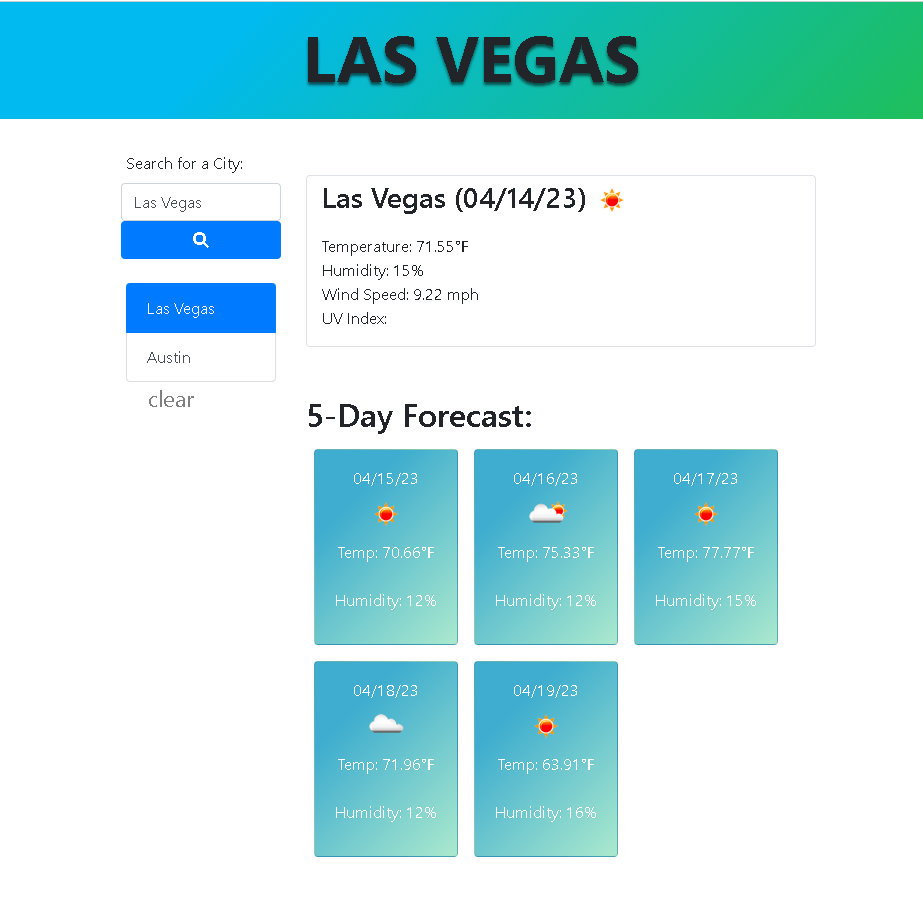 LAS VEGAS
Search for a City:
Las Vegas
Las Vegas
Austin
clear
Las Vegas (04/14/23)
Temperature: 71.55°F
Humidity: 15%
Wind Speed: 9.22 mph
UV Index:
5-Day Forecast:
04/15/23
Temp: 70.66°F
Humidity: 12%
04/16/23
Temp: 75.33°F
Humidity: 12%
04/17/23
Temp: 77.77°F
Humidity: 15%
04/18/23
Temp: 71.96°F
Humidity: 12%
04/19/23
Temp: 63.91°F
Humidity: 16%